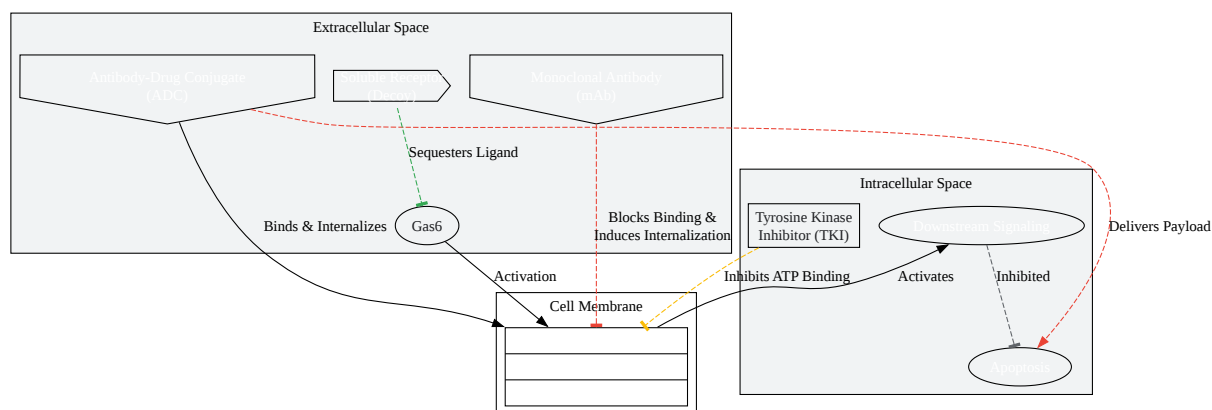 Extracellular Space
Antibody-Drug Conjugate
(ADC)
Soluble Receptor
(Decoy)
Monoclonal Antibody
(mAb)
Sequesters Ligand
Intracellular Space
Binds & Internalizes
Gas6
Blocks Binding &
Induces Internalization
Tyrosine Kinase
Inhibitor (TKI)
Downstream Signaling
Delivers Payload
Activation
Inhibits ATP Binding
Activates
Inhibited
Cell Membrane
Apoptosis